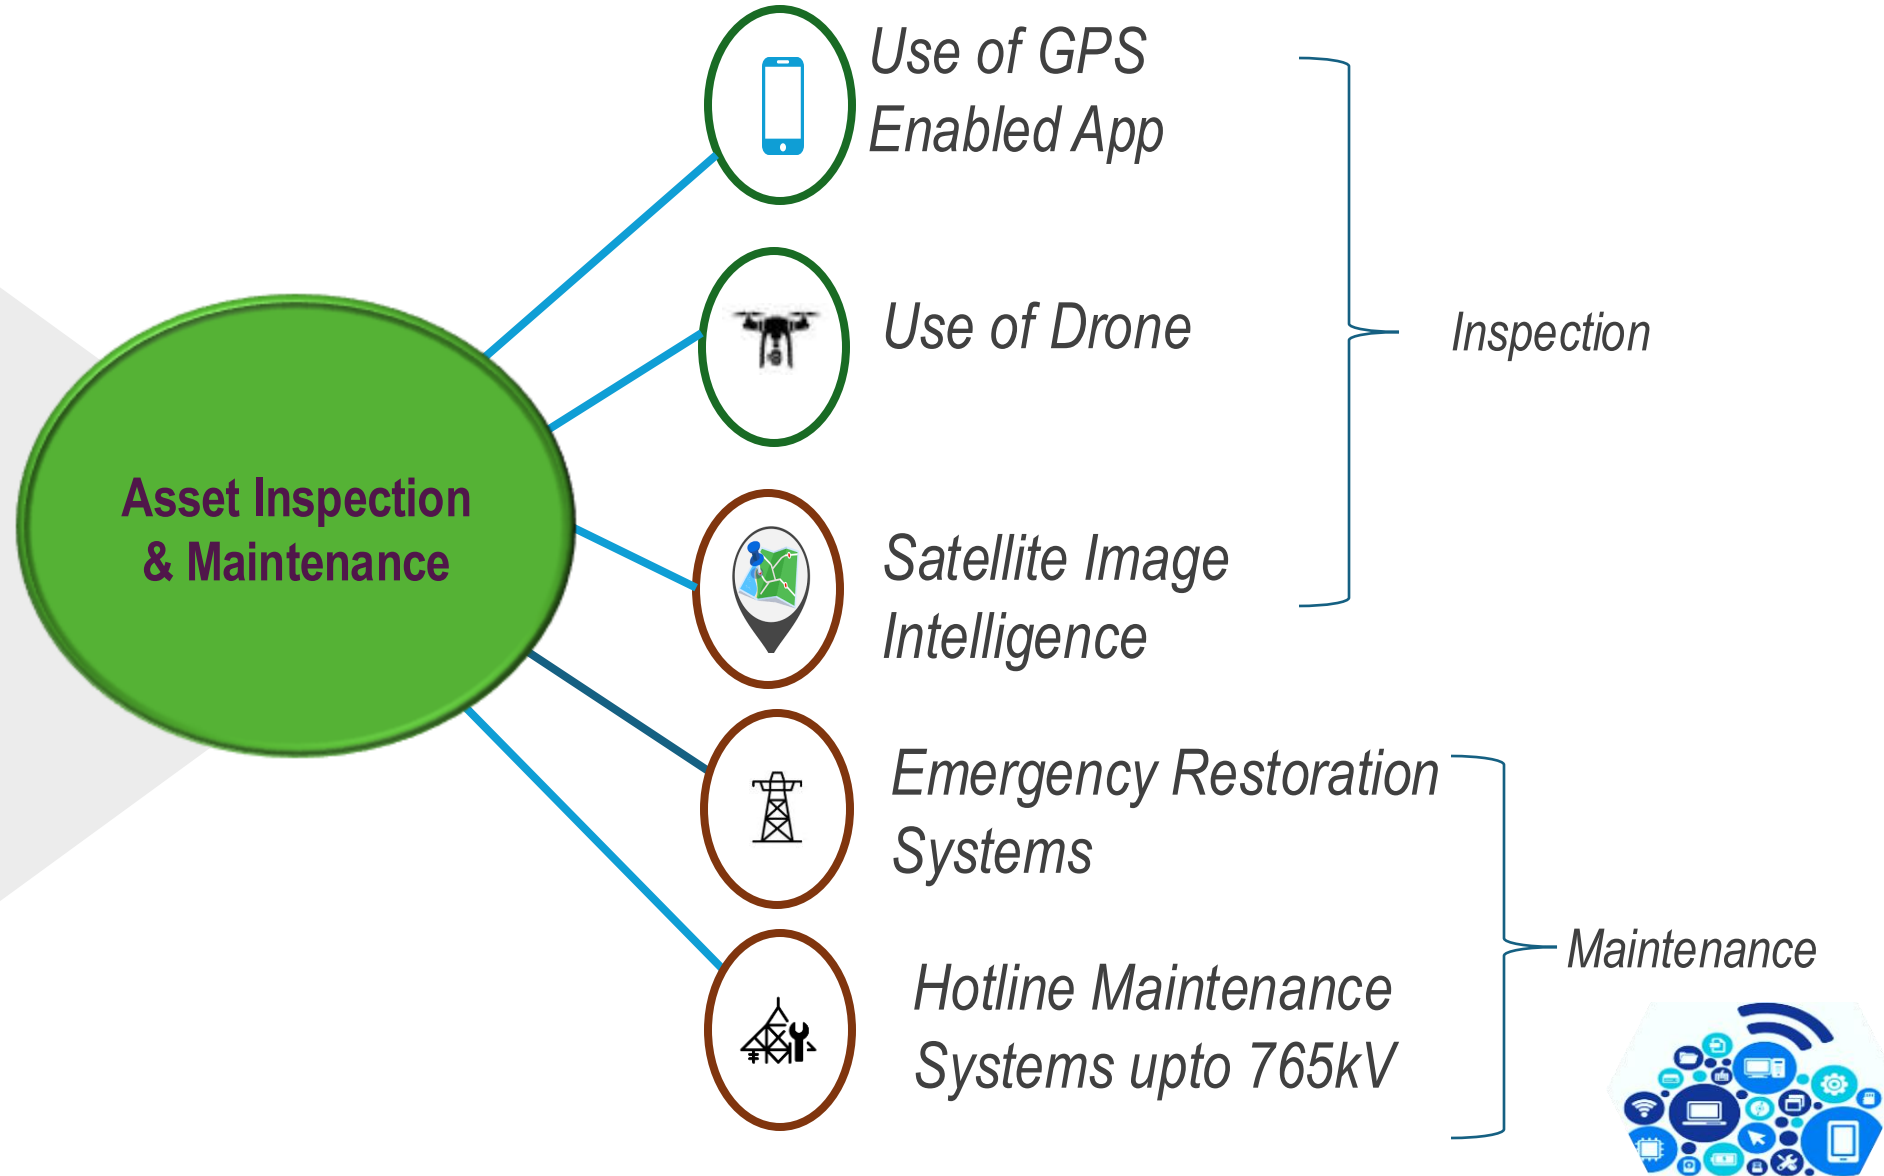 Use of GPS
Enabled App
Use of Drone
Inspection
Asset Inspection
& Maintenance
Satellite Image
Intelligence
Emergency Restoration
Systems
Maintenance
Hotline Maintenance
Systems upto 765kV